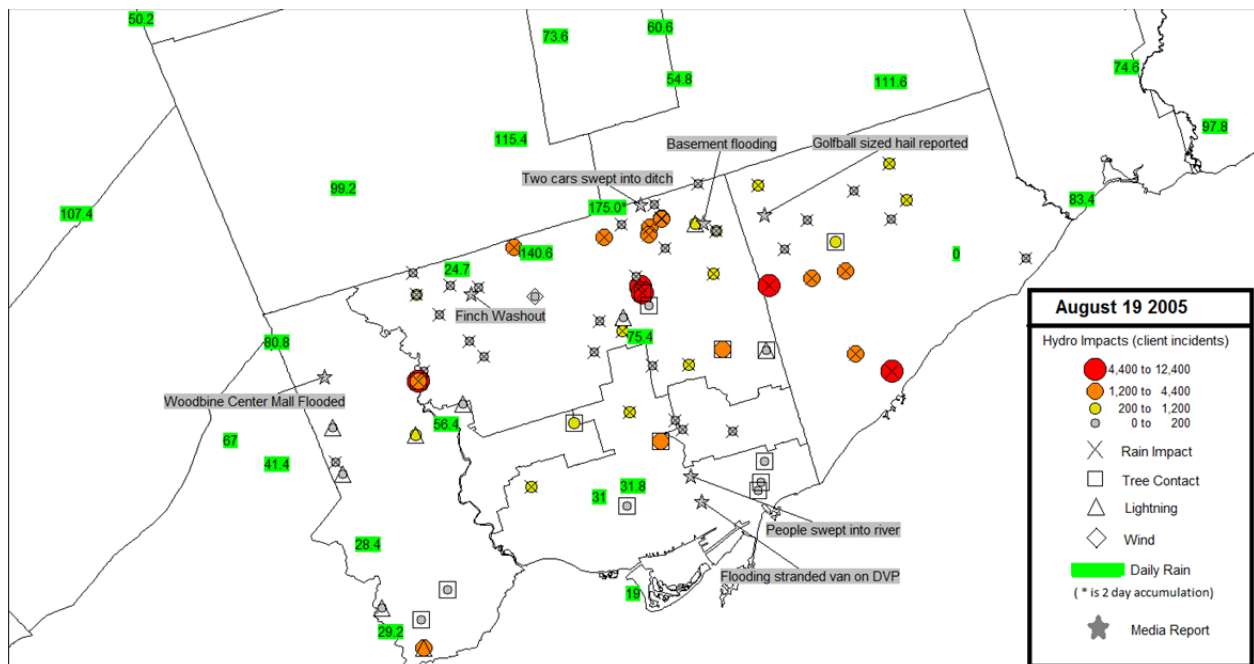 50.2
73.6
60.6
54.8
111.6
74.6
97.8
115.4
Basement flooding
Golfball sized hail reported
Two cars swept into ditch
99.2
107.4
175.0*
83.4
140.6
24.7
0
Finch Washout
80.8
75.4
Woodbine Center Mall Flooded
56.4
67
41.4
31
31.8
People swept into river
28.4
Flooding stranded van on DVP
19
29.2
August 19 2005
Hydro Impacts (client incidents)
4,400 to 12,400
1,200 to 4,400
200 to 1,200
0 to 200
Rain Impact
Tree Contact
Lightning
Wind
Daily Rain
( * is 2 day accumulation)
Media Report